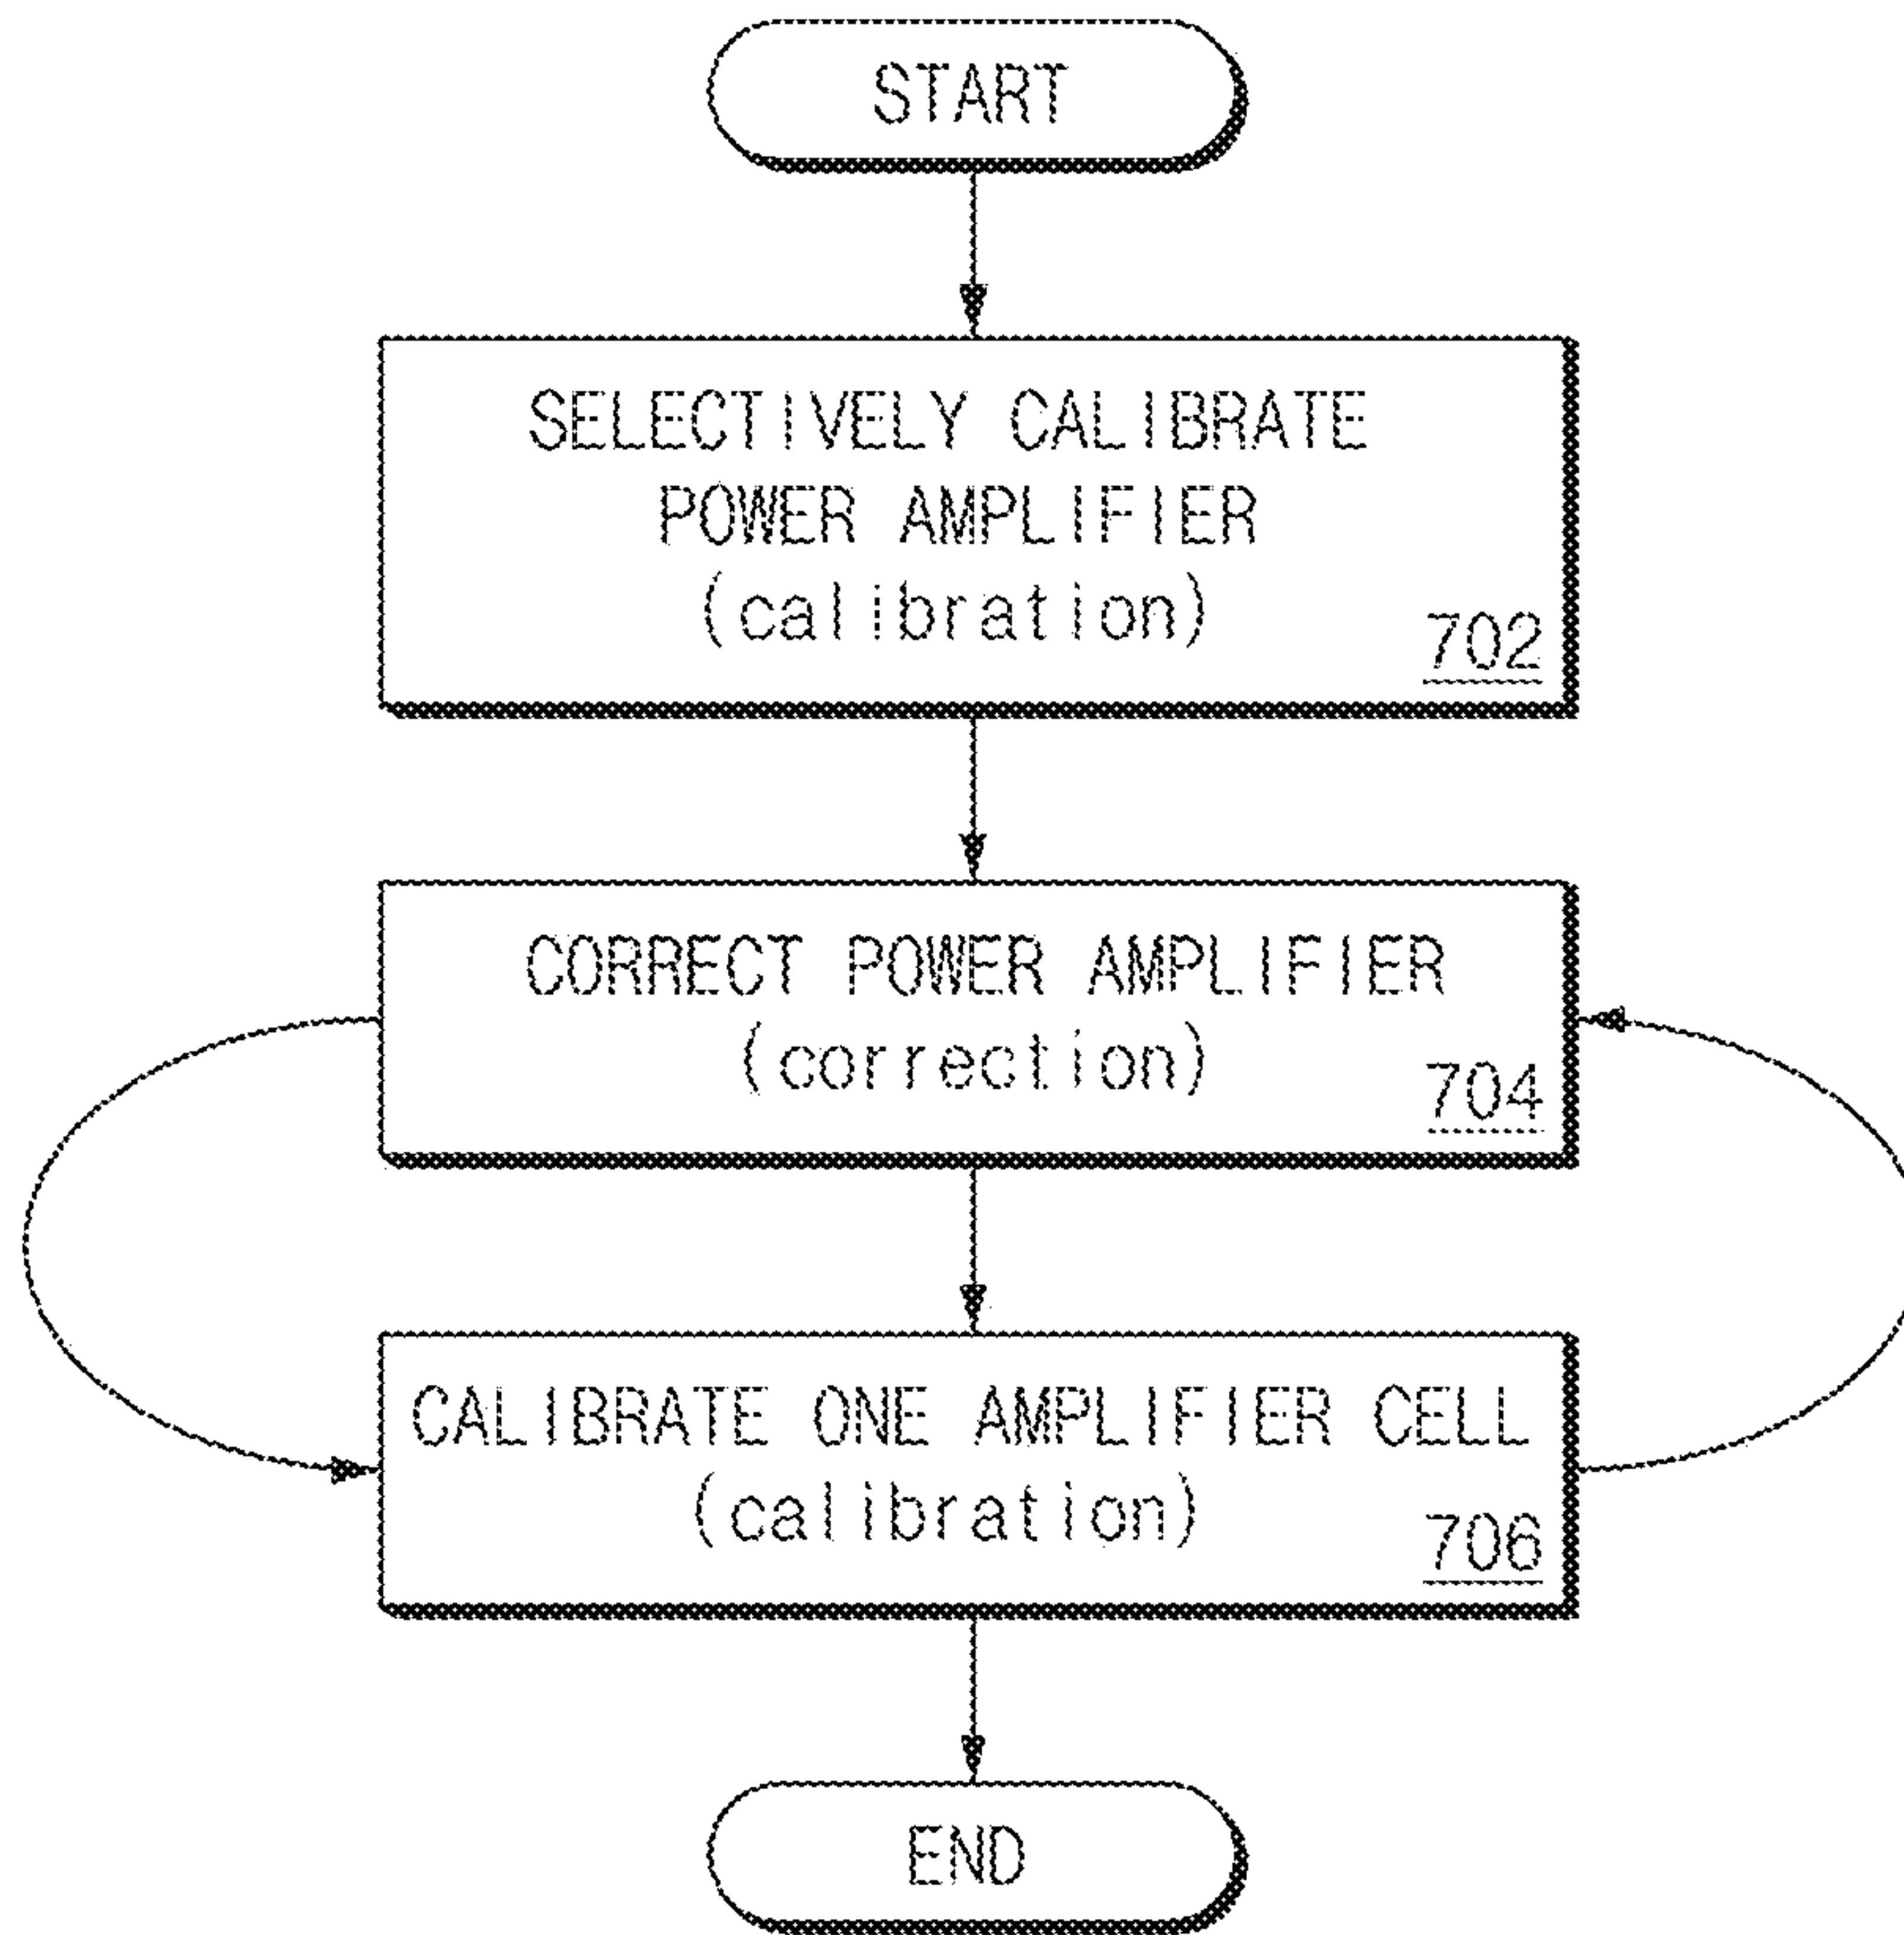 START
SELECTIVELY CALIBRATE
POWER AMPLIFIER
(calibration)
702
CORRECT POWER AMPLIFIER
(correction)
704
CALIBRATE ONE AMPLIFIER CELL
(calibration)
706
END